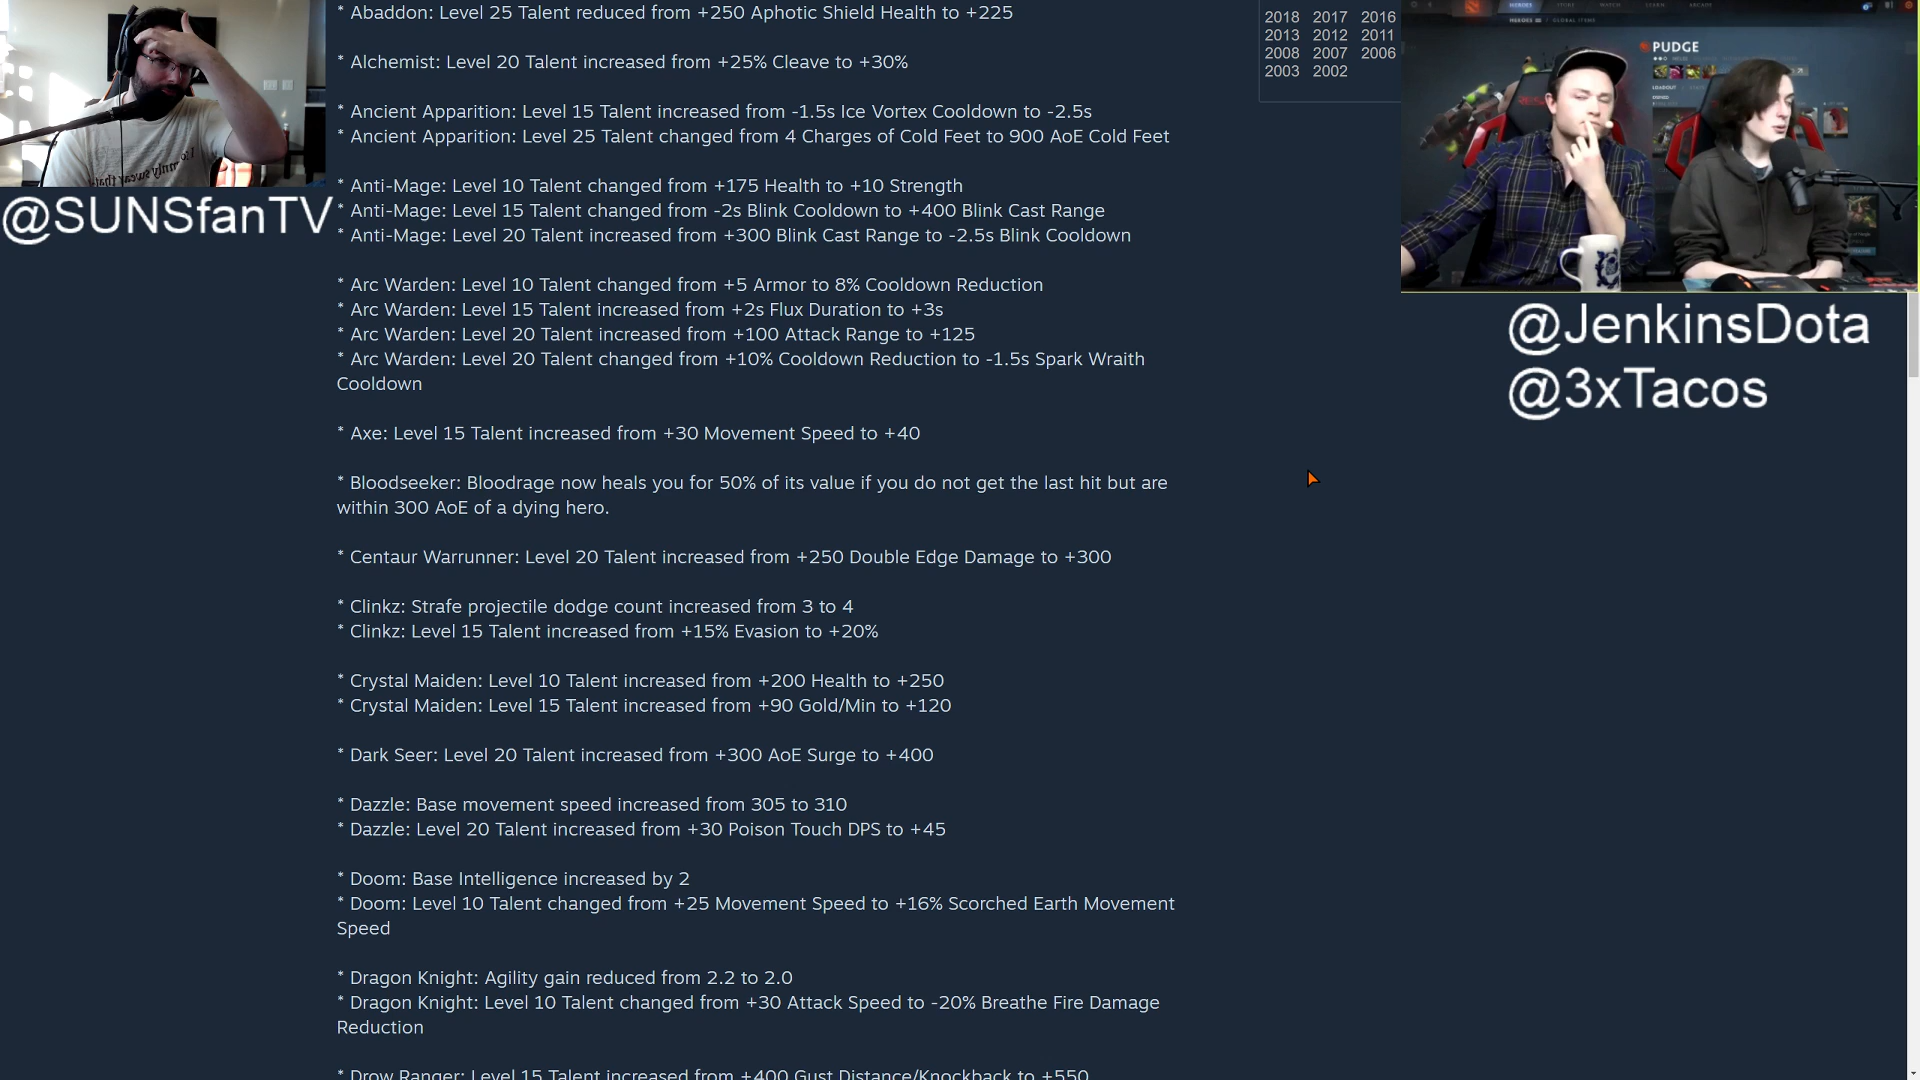 * Abaddon: Level 25 Talent reduced from +250 Aphotic Shield Health to +225
* Alchemist: Level 20 Talent increased from +25% Cleave to +30%
* Ancient Apparition: Level 15 Talent increased from -1.5s Ice Vortex Cooldown to -2.5s
* Ancient Apparition: Level 25 Talent changed from 4 Charges of Cold Feet to 900 AoE Cold Feet
* Anti-Mage: Level 10 Talent changed from +175 Health to +10 Strength
* Anti-Mage: Level 15 Talent changed from -2s Blink Cooldown to +400 Blink Cast Range
* Anti-Mage: Level 20 Talent increased from +300 Blink Cast Range to -2.5s Blink Cooldown
* Arc Warden: Level 10 Talent changed from +5 Armor to 8% Cooldown Reduction
* Arc Warden: Level 15 Talent increased from +2s Flux Duration to +3s
* Arc Warden: Level 20 Talent increased from +100 Attack Range to +125
* Arc Warden: Level 20 Talent changed from +10% Cooldown Reduction to -1.5s Spark Wraith
Cooldown
* Axe: Level 15 Talent increased from +30 Movement Speed to +40
* Bloodseeker: Bloodrage now heals you for 50% of its value if you do not get the last hit but are
within 300 AoE of a dying hero.
* Centaur Warrunner: Level 20 Talent increased from +250 Double Edge Damage to +300
* Clinkz: Strafe projectile dodge count increased from 3 to 4
* Clinkz: Level 15 Talent increased from +15% Evasion to +20%
* Crystal Maiden: Level 10 Talent increased from +200 Health to +250
* Crystal Maiden: Level 15 Talent increased from +90 Gold/Min to +120
* Dark Seer: Level 20 Talent increased from +300 AoE Surge to +400
* Dazzle: Base movement speed increased from 305 to 310
* Dazzle: Level 20 Talent increased from +30 Poison Touch DPS to +45
* Doom: Base Intelligence increased by 2
* Doom: Level 10 Talent changed from +25 Movement Speed to +16% Scorched Earth Movement
Speed
* Dragon Knight: Agility gain reduced from 2.2 to 2.0
* Dragon Knight: Level 10 Talent changed from +30 Attack Speed to -20% Breathe Fire Damage
Reduction
* Drow Ranger: Level 15 Talent increased from +400 Gust Distance/Knockback to +550
@SUNSfanTV
2018 2017 2016
2013 2012 2011
2008 2007 2006
2003 2002
HEROES STORE WATCH LEARN ARCADE
HEROES GLOBAL ITEMS
PUDGE
LOADOUT
@JenkinsDota
@3xTacos